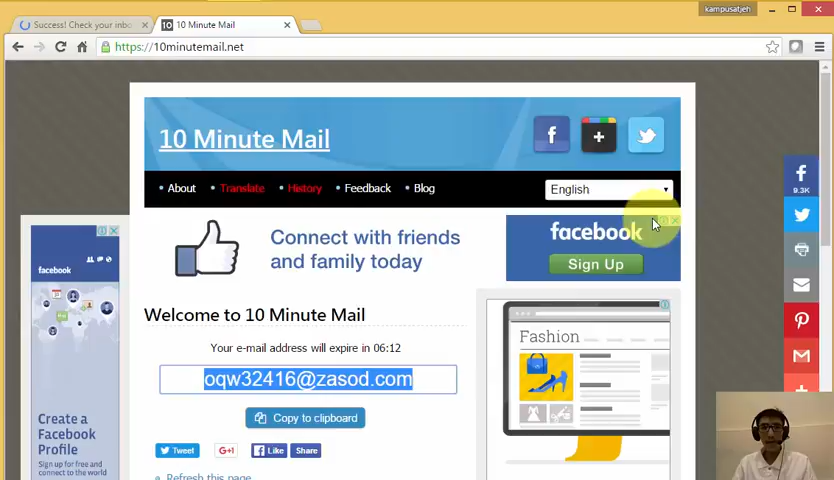 kampusatjeh
Success! Check your inbo
10 Minute Mail
https://10minutemail.net
10 Minute Mail
About
Translate
History
Feedback
Blog
English
Connect with friends
and family today
facebook
Sign Up
facebook
Create a
Facebook
Profile
Sign up for free and
connect to the world
Welcome to 10 Minute Mail
Your e-mail address will expire in 06:12
oqw32416@zasod.com
Copy to clipboard
Tweet
G+1
Like
Share
Refresh this page
Fashion
9.3K